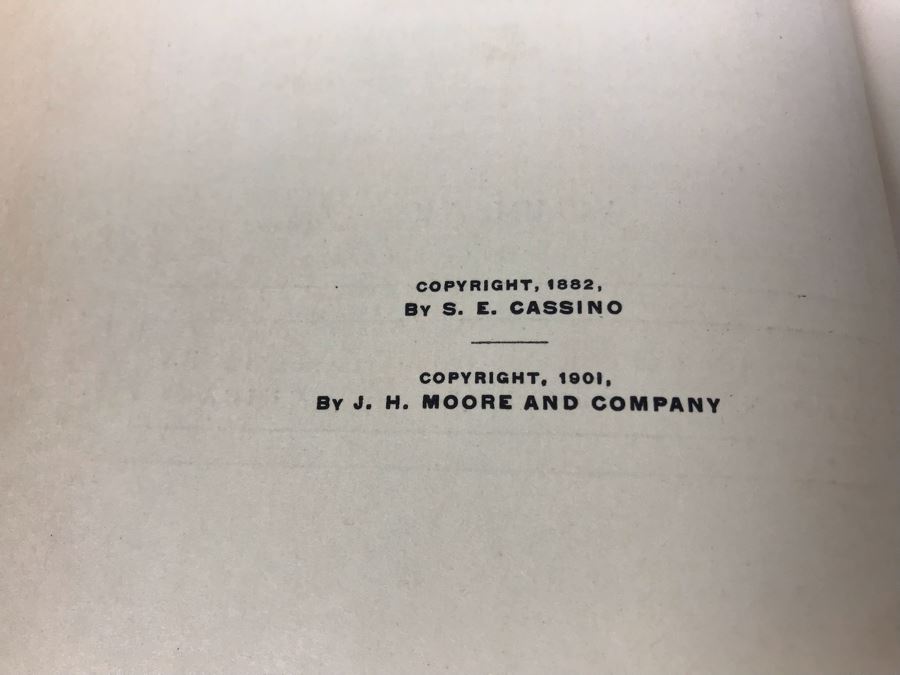 COPYRIGHT, 1882,
By S. E. CASSINO
COPYRIGHT, 1901,
By J. H. MOORE AND COMPANY